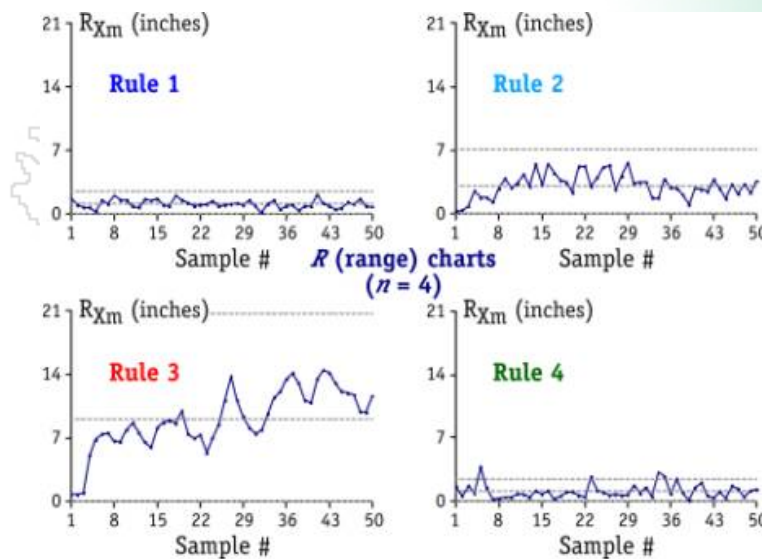 R_Xm (inches)
Rule 1
21
14
7
0
1 8 15 22 29 36 43 50
Sample #
R_Xm (inches)
Rule 2
21
14
7
0
1 8 15 22 29 36 43 50
Sample #
R (range) charts
(n = 4)
R_Xm (inches)
Rule 3
21
14
7
0
1 8 15 22 29 36 43 50
Sample #
R_Xm (inches)
Rule 4
21
14
7
0
1 8 15 22 29 36 43 50
Sample #